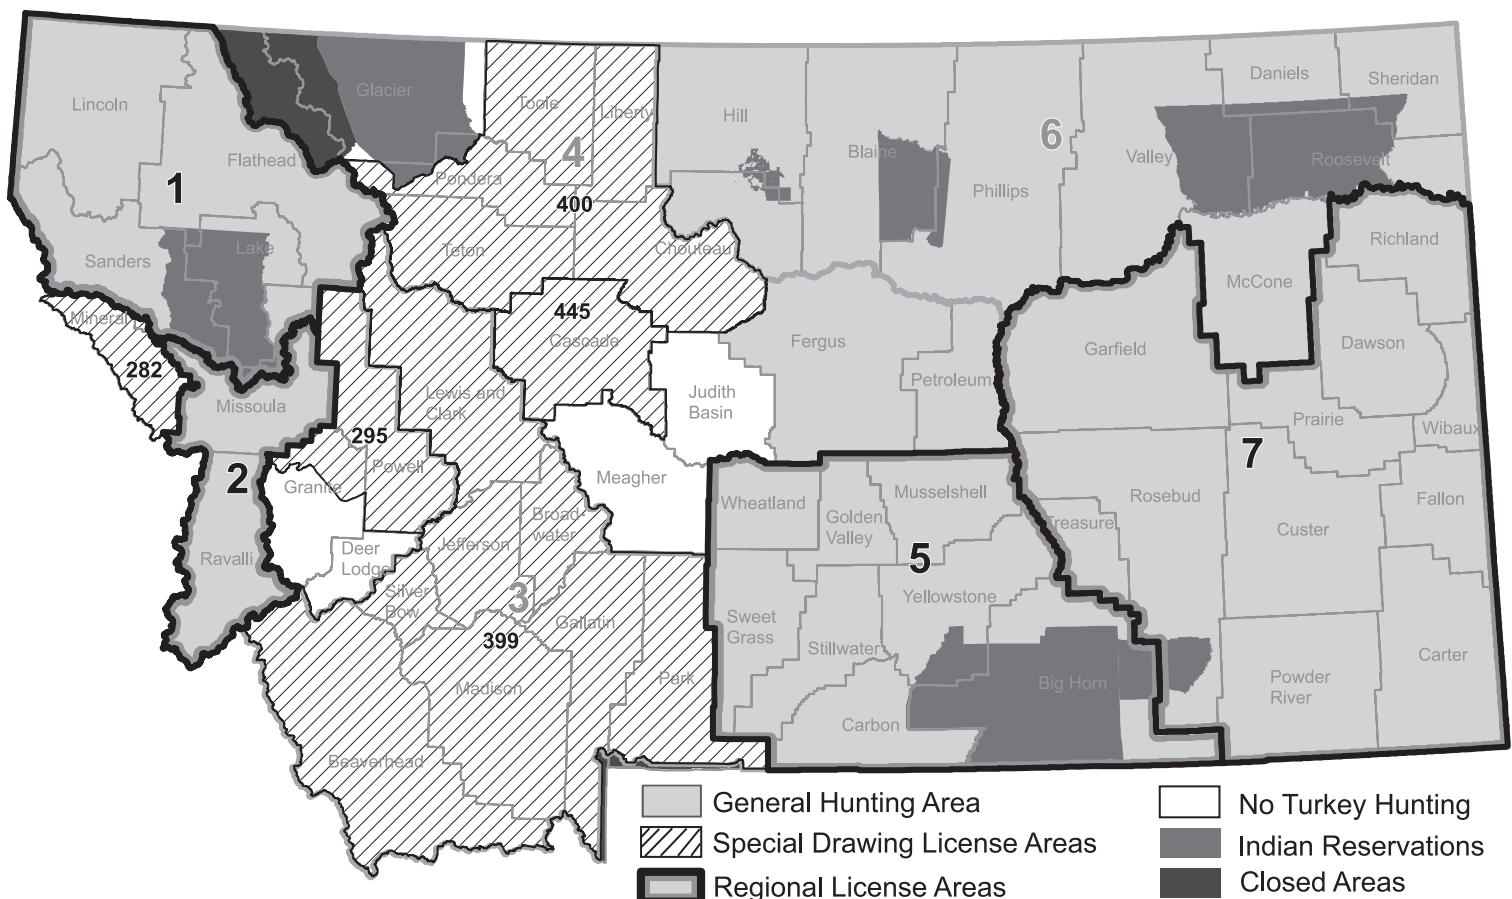 Daniels
Sheridan
Glacier
Lincoln
Toole
Liberty
Hill
6
Blaine
Valley
Roosevelt
Flathead
4
Pondera
1
Phillips
400
Richland
Lake
Teton
Chouteau
Sanders
McCone
Mineral
445
Cascade
Fergus
Garfield
Dawson
282
Petroleum
Lewis and
Clark
Judith
Basin
Missoula
Prairie
Wibaux
295
7
Powell
2
Meagher
Granite
Wheatland
Musselshell
Rosebud
Fallon
Golden
Valley
Broad-
water
Treasure
Custer
Jefferson
Deer
Lodge
5
Ravalli
Silver
Bow
3
Yellowstone
Gallatin
Sweet
Grass
399
Stillwater
Carter
Madison
Park
Big Horn
Powder
River
Carbon
Beaverhead
General Hunting Area
No Turkey Hunting
Special Drawing License Areas
Indian Reservations
Regional License Areas
Closed Areas